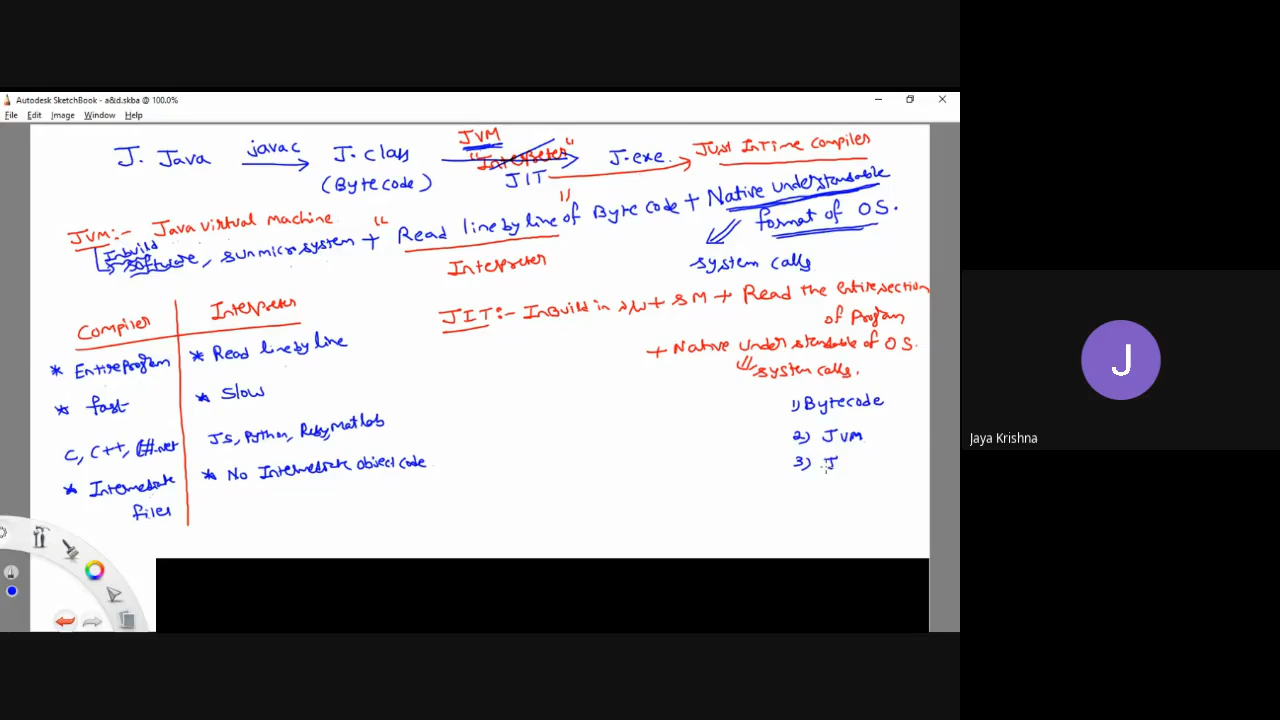 Autodesk SketchBook - a&id.skba @ 100.0%
File Edit Image Window Help
J. Java javac J. class JVM "Interpreter" J.exe. Just InTime compiler
(Bytecode) JIT
JVM:- Java virtual machine
Inbuild software, sunmicrosystem + "Read line by line" of Byte code + Native understandable
format of OS.
Interpreter system calls
Compiler Interpreter
JIT:- InBuild in s/w + SM + Read the entire section
of Program
+ Native understandable of OS.
system calls.
* Entire program * Read line by line
* fast * Slow
C, C++, C#.net JS, Python, Ruby, Matlab
* Intermediate files * No Intermediate object code
1) Bytecode
2) JVM
3) J
J
Jaya Krishna